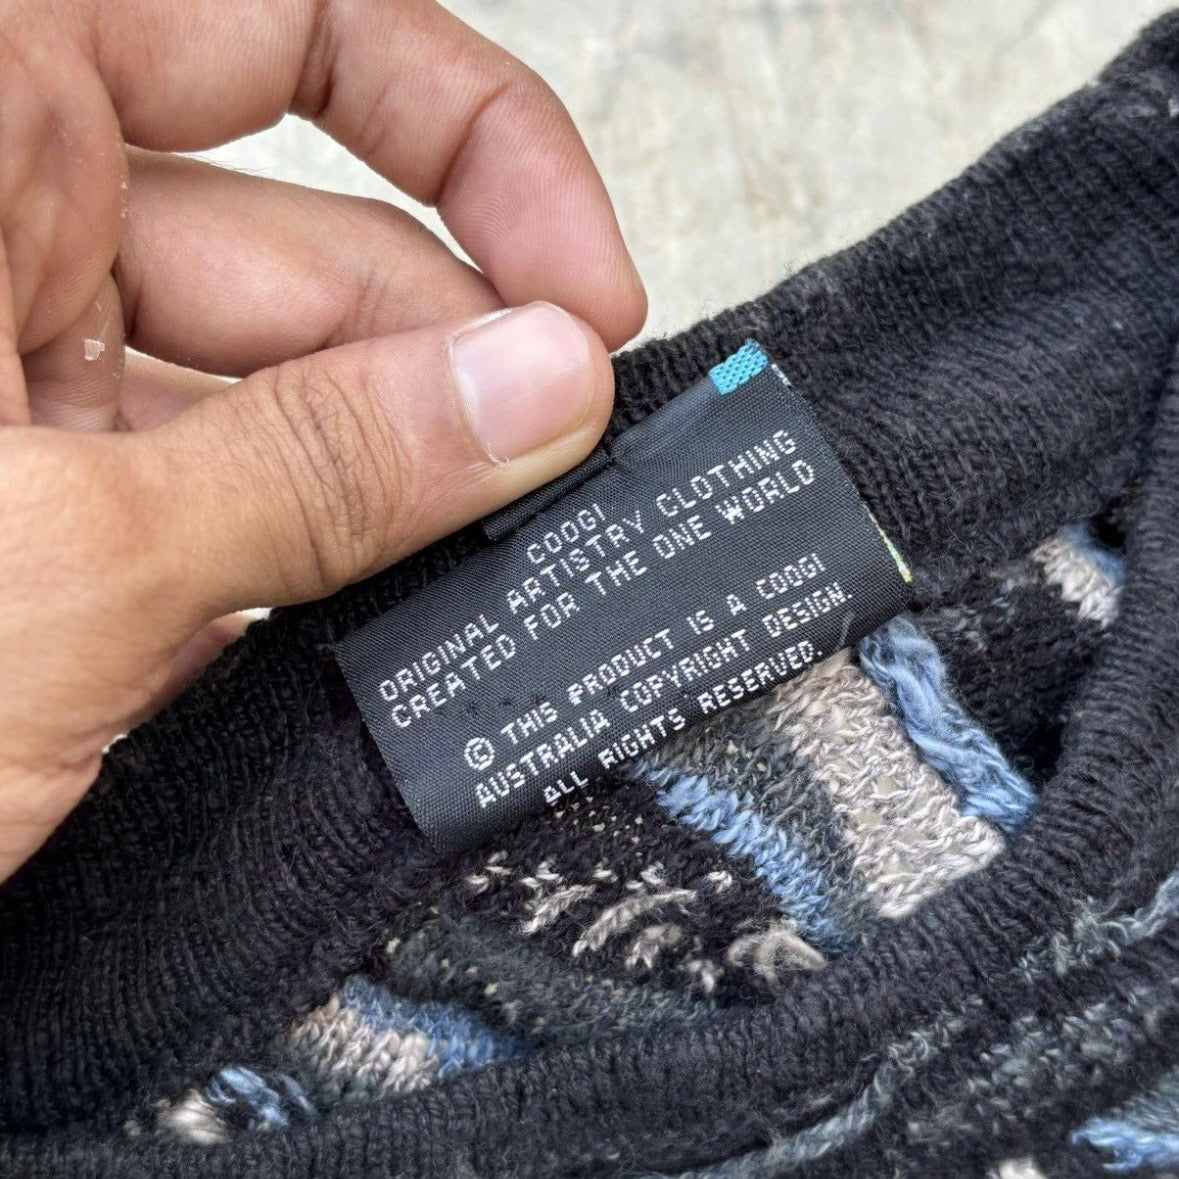 COOGI
ORIGINAL ARTISTRY CLOTHING
CREATED FOR THE ONE WORLD
© THIS PRODUCT IS A COOGI
AUSTRALIA COPYRIGHT DESIGN.
ALL RIGHTS RESERVED.